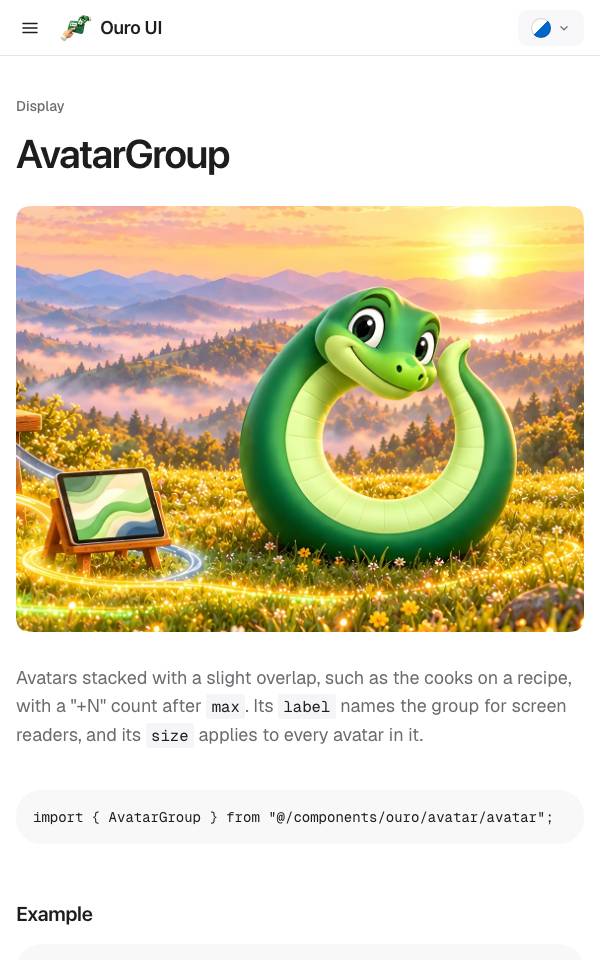 Ouro UI
Display
AvatarGroup
Avatars stacked with a slight overlap, such as the cooks on a recipe,
with a "+N" count after max. Its label names the group for screen
readers, and its size applies to every avatar in it.
import { AvatarGroup } from "@/components/ouro/avatar/avatar";
Example